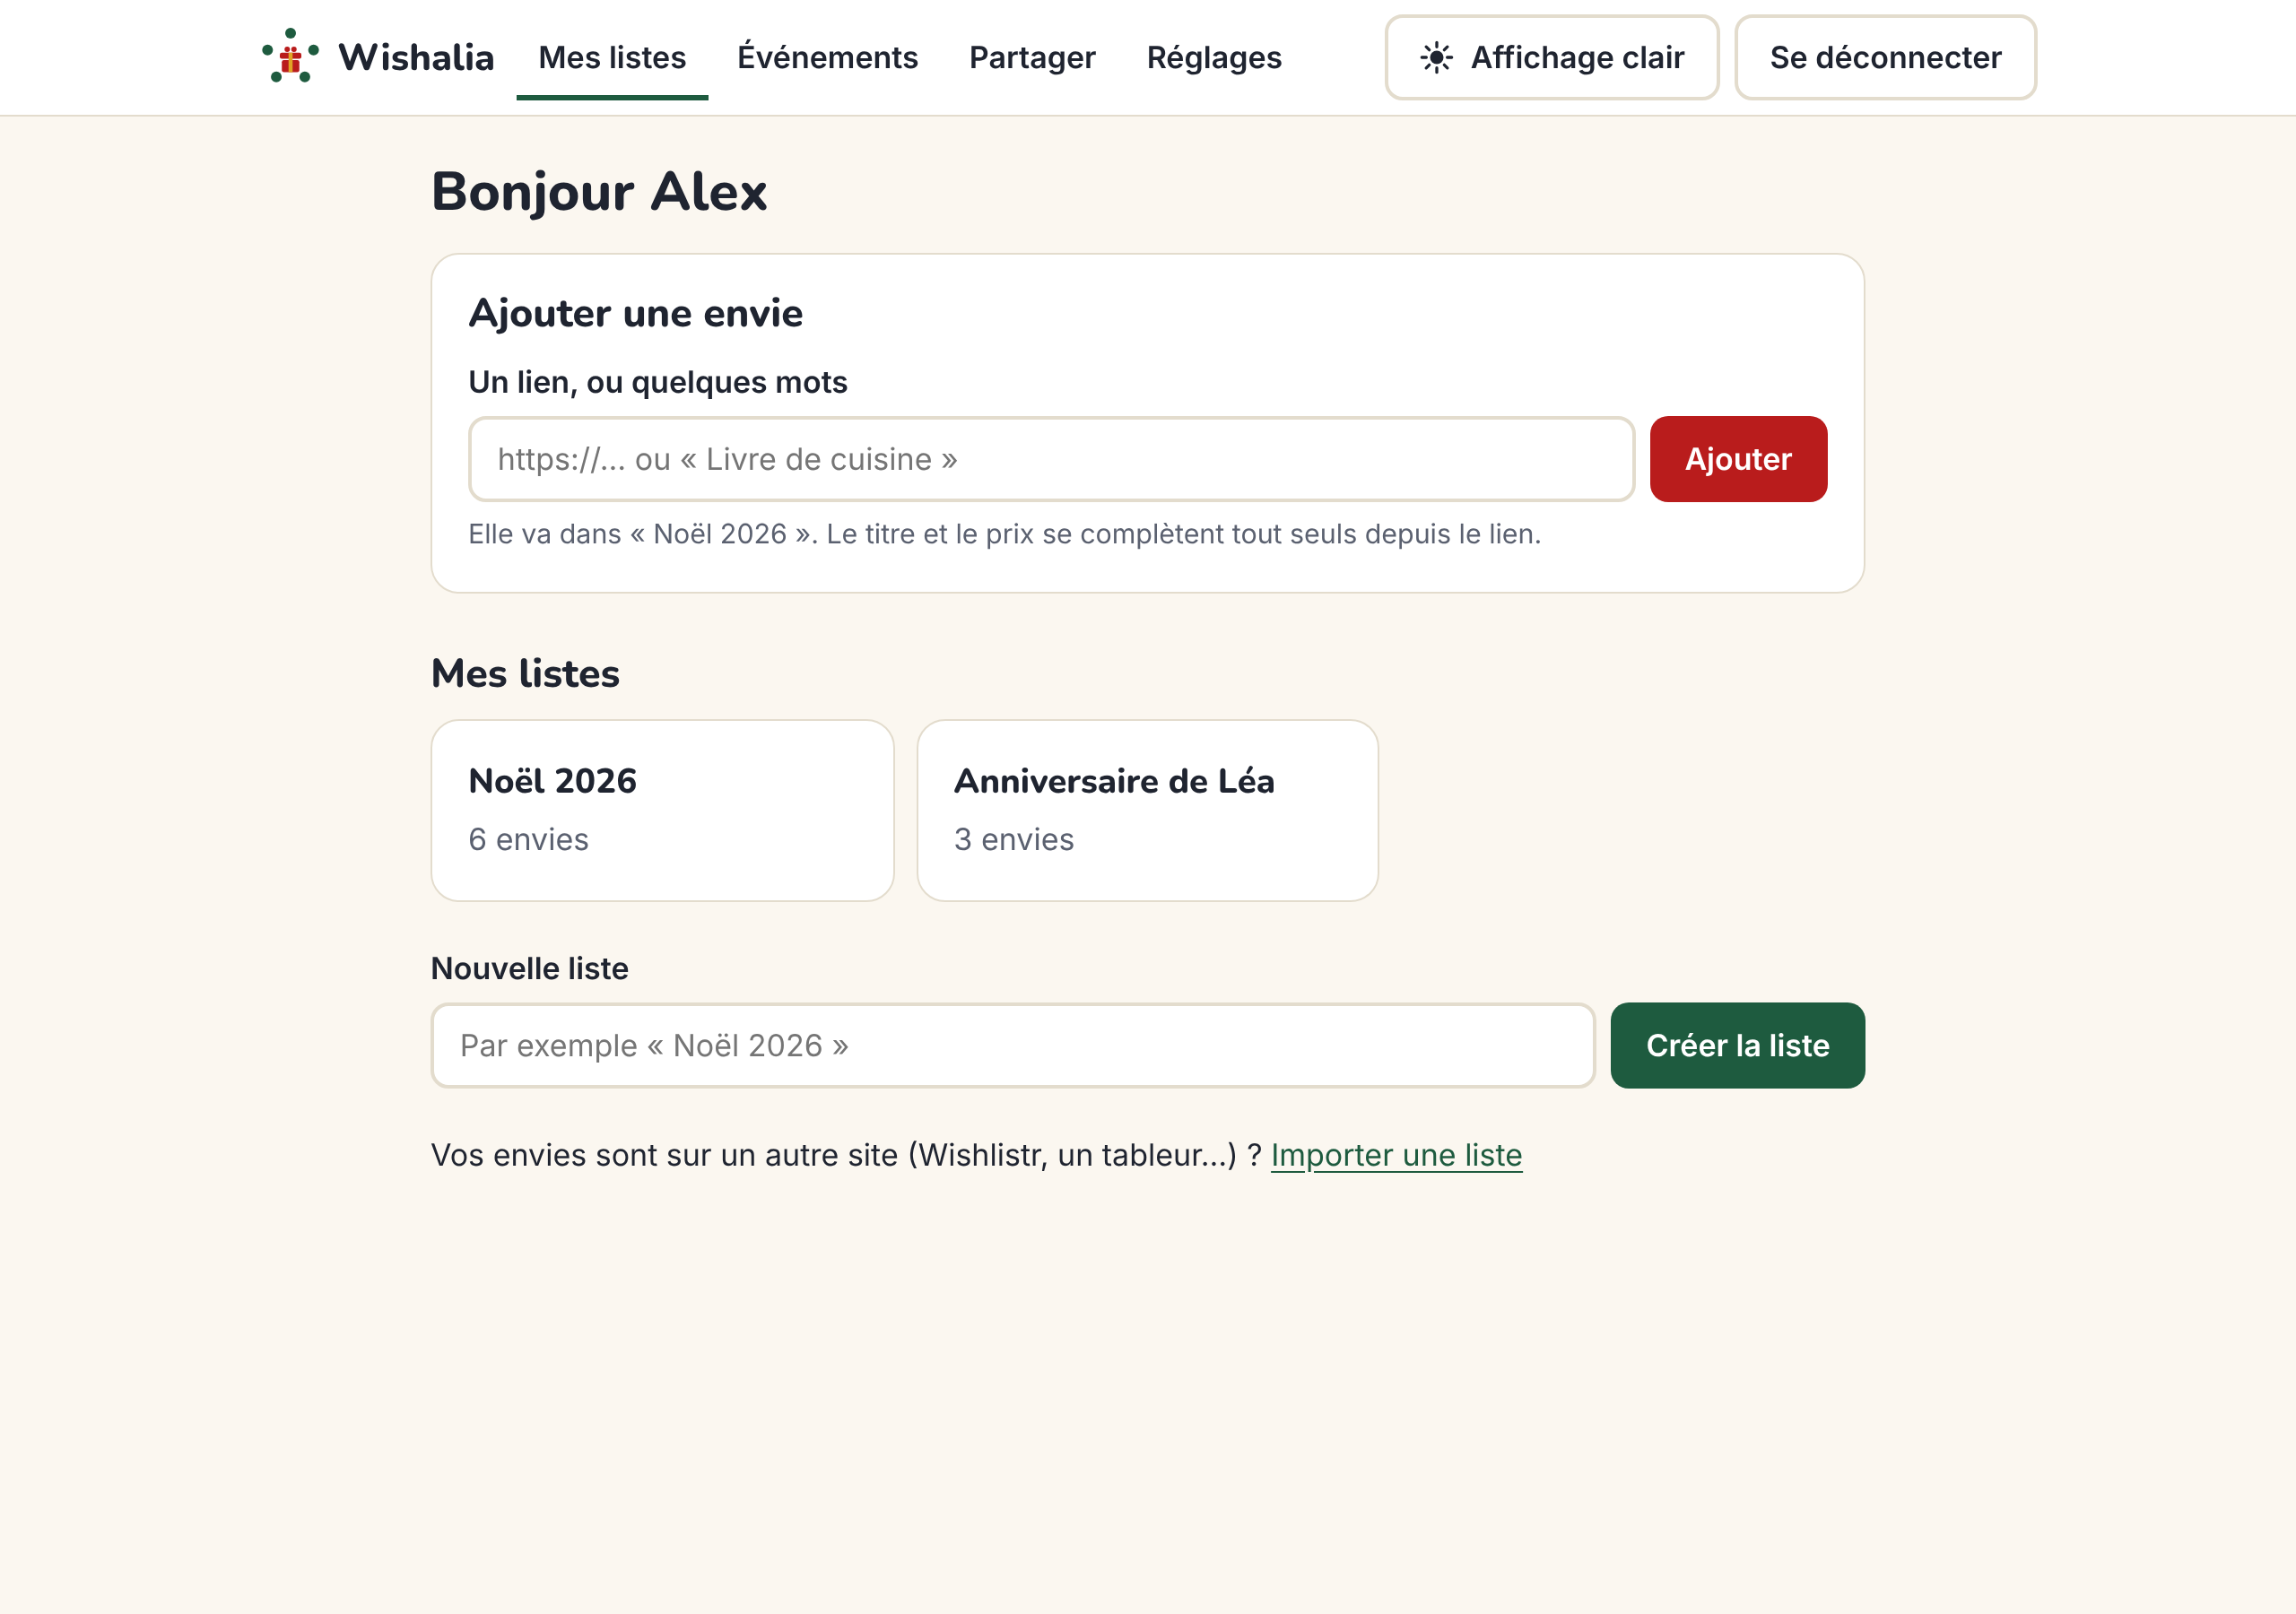 Wishalia
Mes listes
Événements
Partager
Réglages
Affichage clair
Se déconnecter
Bonjour Alex
Ajouter une envie
Un lien, ou quelques mots
https://... ou « Livre de cuisine »
Ajouter
Elle va dans « Noël 2026 ». Le titre et le prix se complètent tout seuls depuis le lien.
Mes listes
Noël 2026
6 envies
Anniversaire de Léa
3 envies
Nouvelle liste
Par exemple « Noël 2026 »
Créer la liste
Vos envies sont sur un autre site (Wishlistr, un tableur...) ? Importer une liste